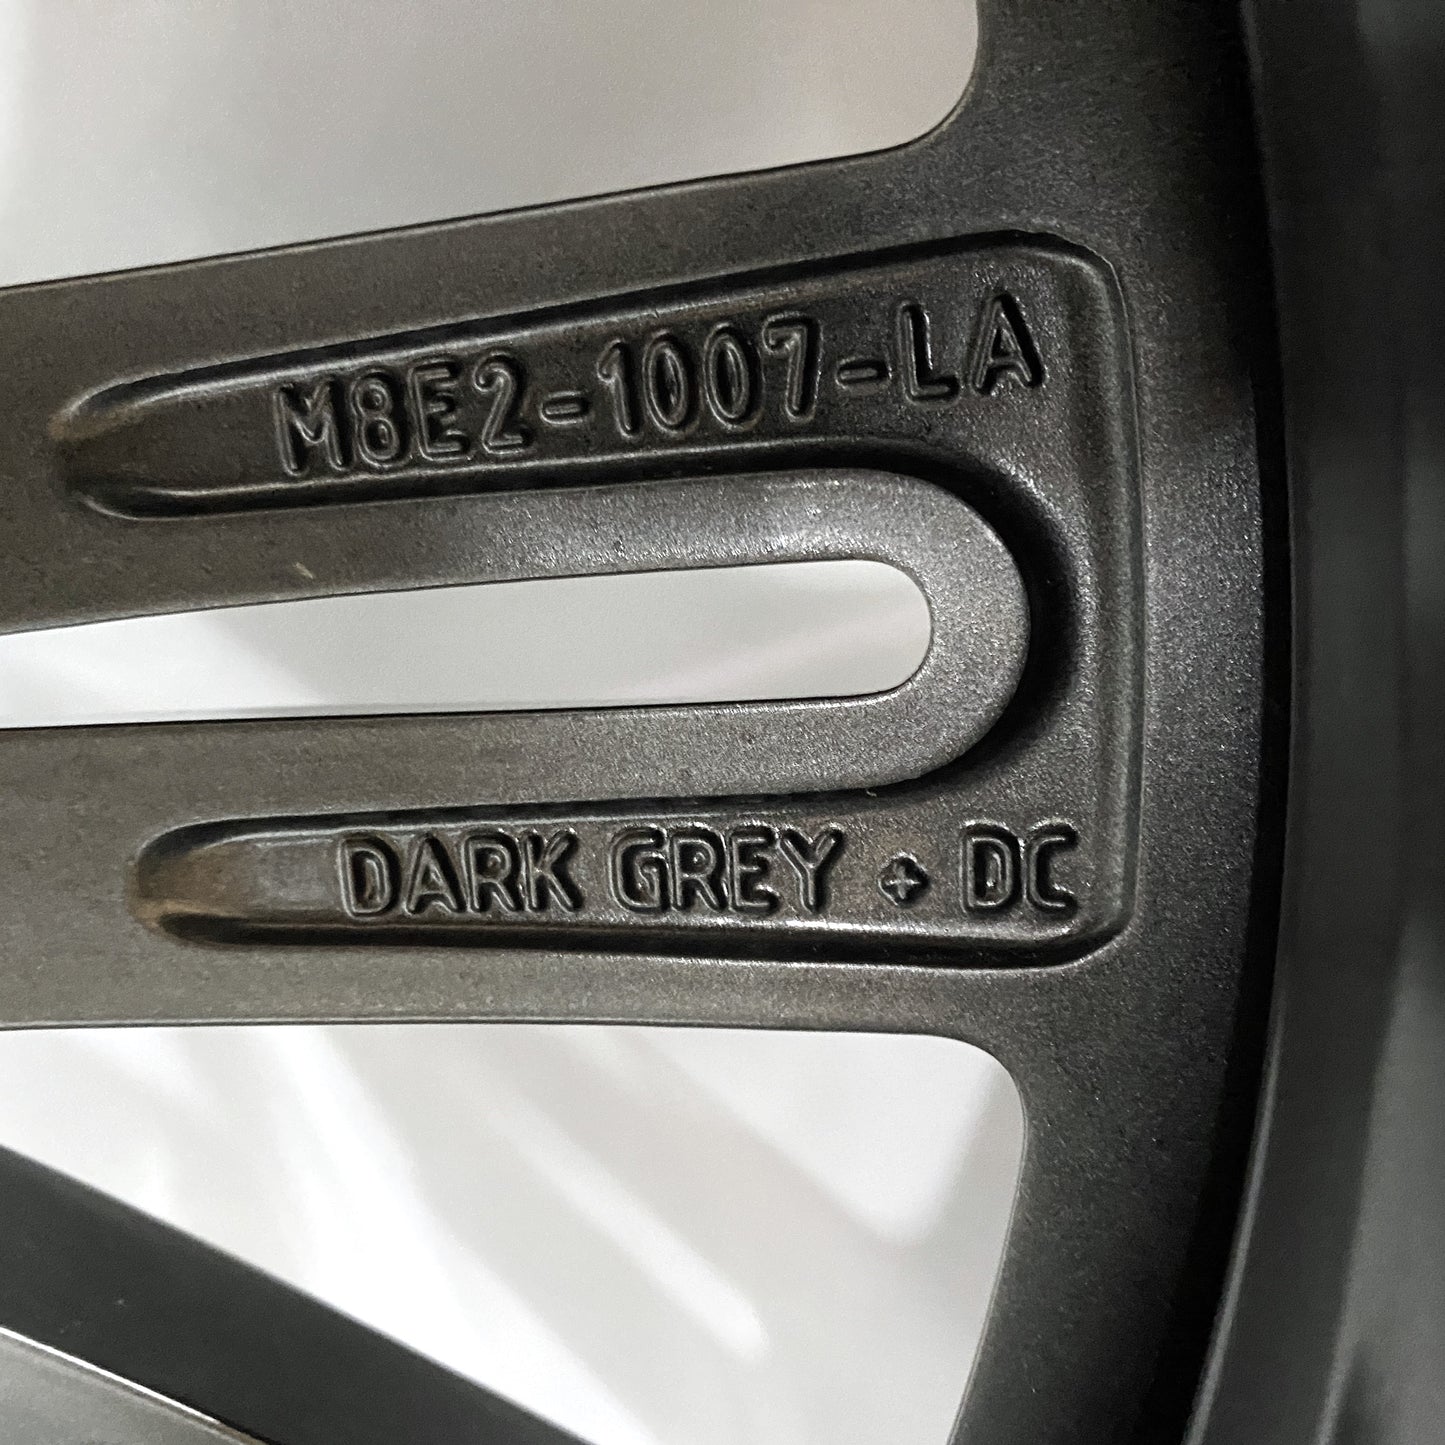 M8E2-1007-LA
DARK GREY + DC